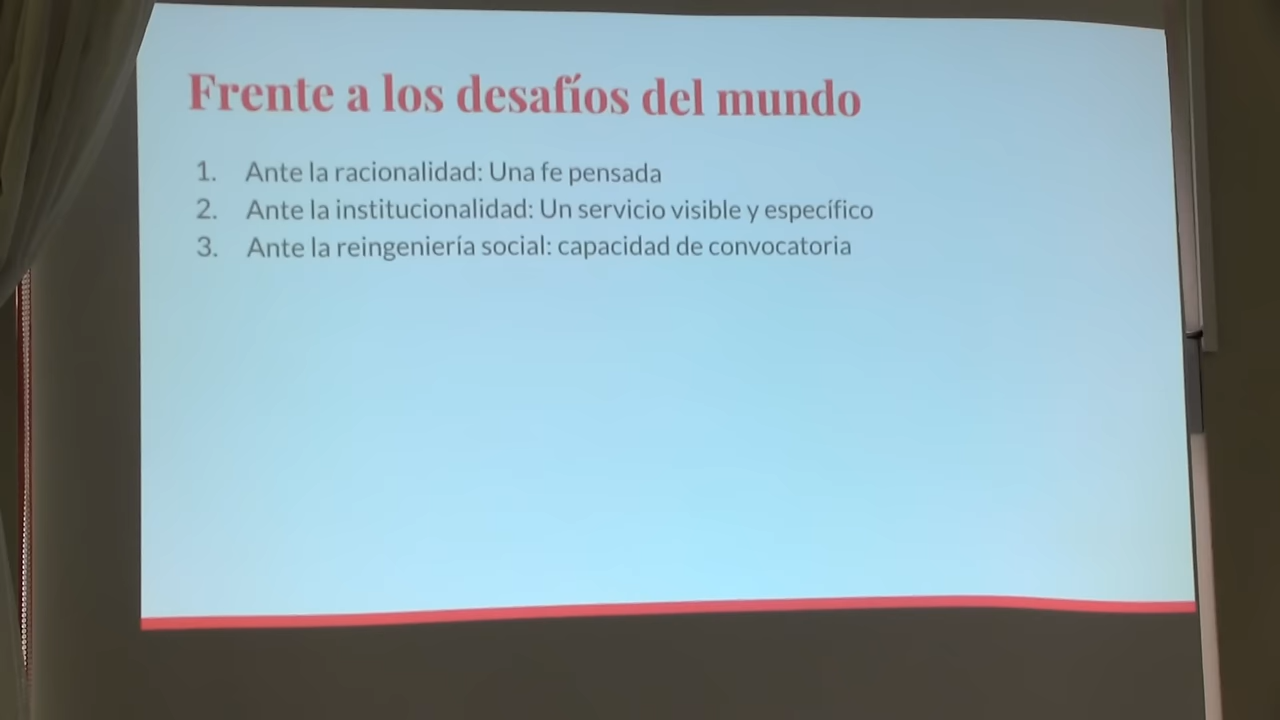 Frente a los desafíos del mundo
1. Ante la racionalidad: Una fe pensada
2. Ante la institucionalidad: Un servicio visible y específico
3. Ante la reingeniería social: capacidad de convocatoria